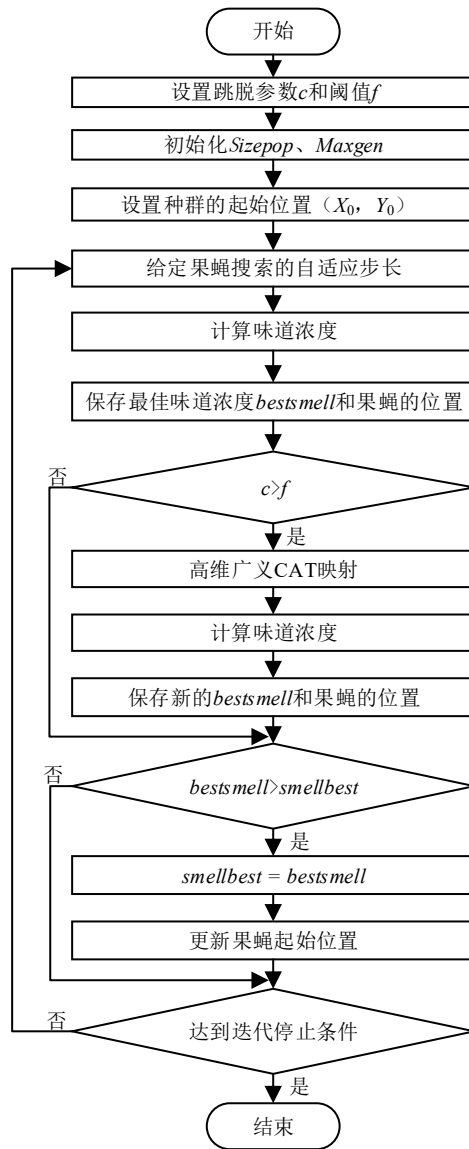 开始
设置跳脱参数c和阈值f
初始化Sizepop、Maxgen
设置种群的起始位置（X0，Y0）
给定果蝇搜索的自适应步长
计算味道浓度
保存最佳味道浓度bestsmell和果蝇的位置
否
c>f
是
高维广义CAT映射
计算味道浓度
保存新的bestsmell和果蝇的位置
否
bestsmell>smellbest
是
smellbest = bestsmell
更新果蝇起始位置
否
达到迭代停止条件
是
结束